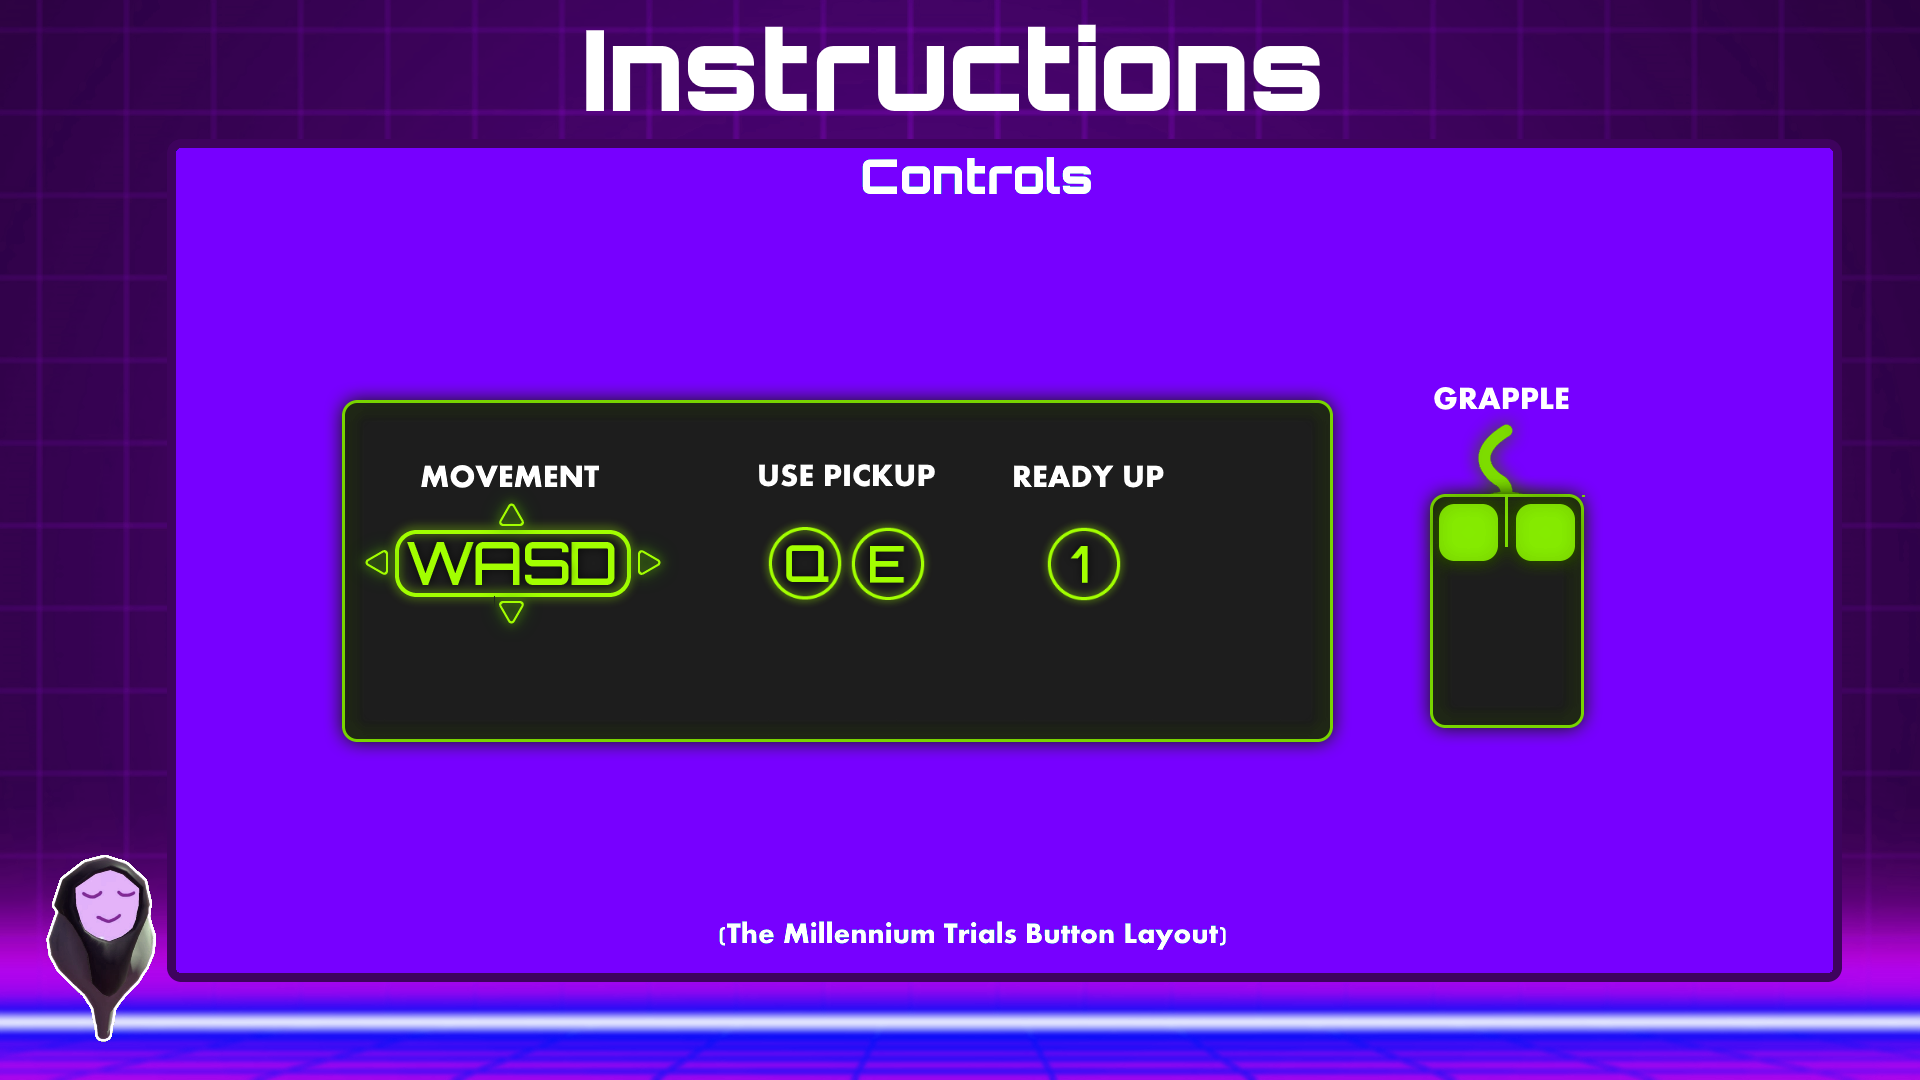 Instructions
Controls
GRAPPLE
MOVEMENT USE PICKUP READY UP
WASD Q E 1
(The Millennium Trials Button Layout)